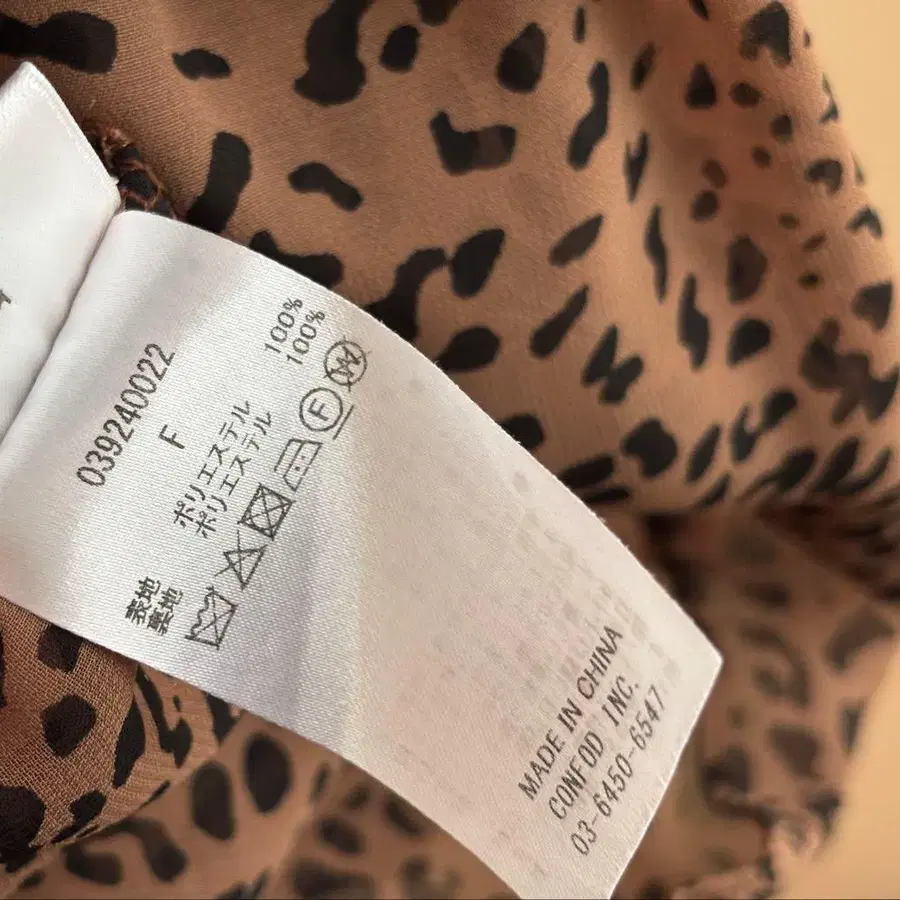 039240022
F
表地 ポリエステル 100%
裏地 ポリエステル 100%
F
W
MADE IN CHINA
CONFOD INC.
03-6450-6547